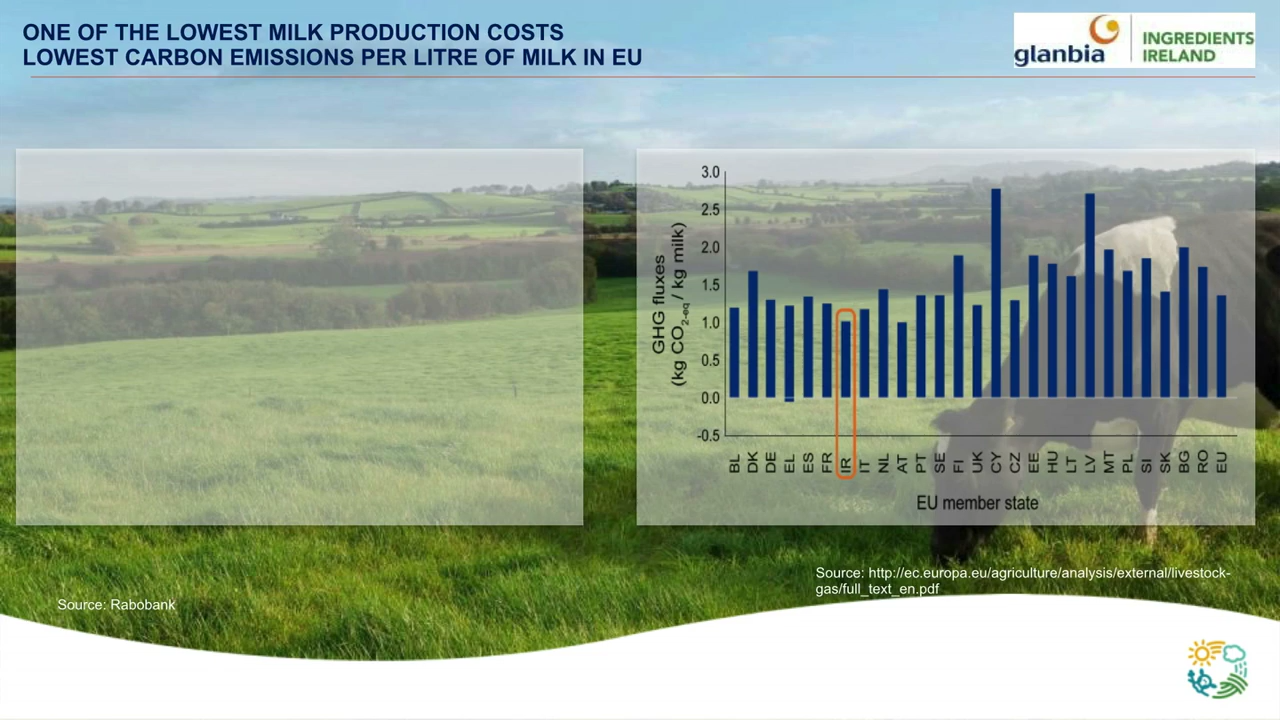 ONE OF THE LOWEST MILK PRODUCTION COSTS
LOWEST CARBON EMISSIONS PER LITRE OF MILK IN EU
glanbia
INGREDIENTS
IRELAND
3.0
2.5
2.0
1.5
1.0
0.5
0.0
-0.5
GHG fluxes
(kg CO2-eq / kg milk)
BL DK DE EL ES FR IR IT NL AT PT SE FI UK CY CZ EE HU LT LV MT PL SI SK BG RO EU
EU member state
Source: http://ec.europa.eu/agriculture/analysis/external/livestock-
gas/full_text_en.pdf
Source: Rabobank